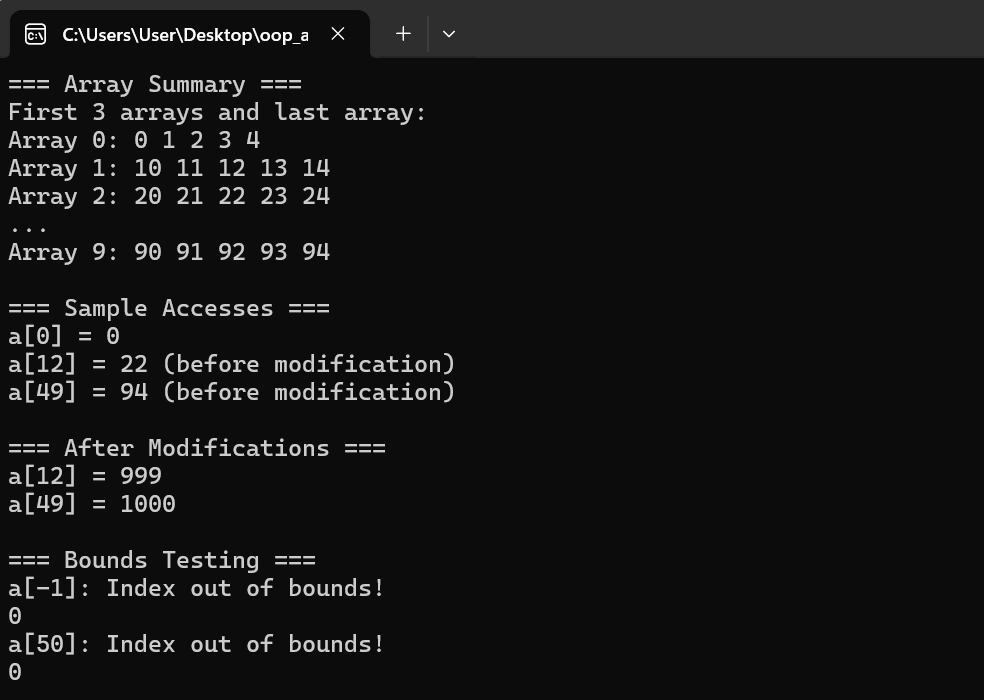 C:\Users\User\Desktop\oop_a
=== Array Summary ===
First 3 arrays and last array:
Array 0: 0 1 2 3 4
Array 1: 10 11 12 13 14
Array 2: 20 21 22 23 24
...
Array 9: 90 91 92 93 94
=== Sample Accesses ===
a[0] = 0
a[12] = 22 (before modification)
a[49] = 94 (before modification)
=== After Modifications ===
a[12] = 999
a[49] = 1000
=== Bounds Testing ===
a[-1]: Index out of bounds!
0
a[50]: Index out of bounds!
0